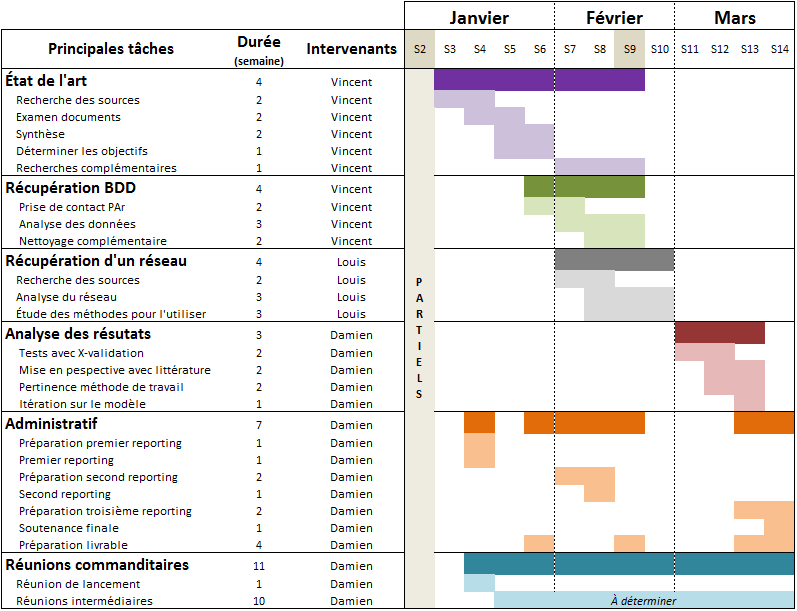 Janvier Février Mars
Principales tâches Durée (semaine) Intervenants S2 S3 S4 S5 S6 S7 S8 S9 S10 S11 S12 S13 S14
État de l'art 4 Vincent
Recherche des sources 2 Vincent
Examen documents 2 Vincent
Synthèse 2 Vincent
Déterminer les objectifs 1 Vincent
Recherches complémentaires 1 Vincent
Récupération BDD 4 Vincent
Prise de contact PAr 2 Vincent
Analyse des données 3 Vincent
Nettoyage complémentaire 2 Vincent
Récupération d'un réseau 4 Louis
Recherche des sources 2 Louis
Analyse du réseau 3 Louis
Étude des méthodes pour l'utiliser 3 Louis
PARTIELS
Analyse des résutats 3 Damien
Tests avec X-validation 2 Damien
Mise en pespective avec littérature 2 Damien
Pertinence méthode de travail 2 Damien
Itération sur le modèle 1 Damien
Administratif 7 Damien
Préparation premier reporting 1 Damien
Premier reporting 1 Damien
Préparation second reporting 2 Damien
Second reporting 1 Damien
Préparation troisième reporting 2 Damien
Soutenance finale 1 Damien
Préparation livrable 4 Damien
Réunions commanditaires 11 Damien
Réunion de lancement 1 Damien
Réunions intermédiaires 10 Damien À déterminer